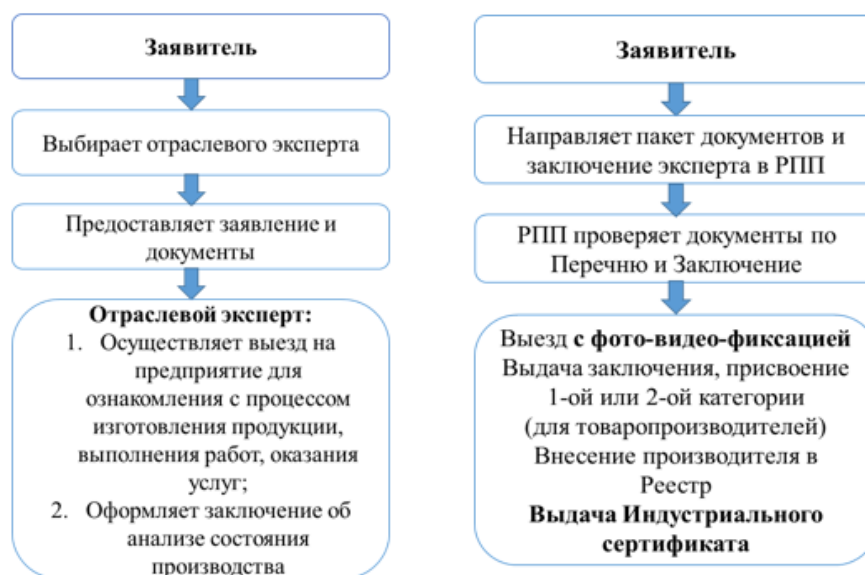 Заявитель
Выбирает отраслевого эксперта
Предоставляет заявление и
документы
Отраслевой эксперт:
1. Осуществляет выезд на
предприятие для
ознакомления с процессом
изготовления продукции,
выполнения работ, оказания
услуг;
2. Оформляет заключение об
анализе состояния
производства
Заявитель
Направляет пакет документов и
заключение эксперта в РПП
РПП проверяет документы по
Перечню и Заключение
Выезд с фото-видео-фиксацией
Выдача заключения, присвоение
1-ой или 2-ой категории
(для товаропроизводителей)
Внесение производителя в
Реестр
Выдача Индустриального
сертификата